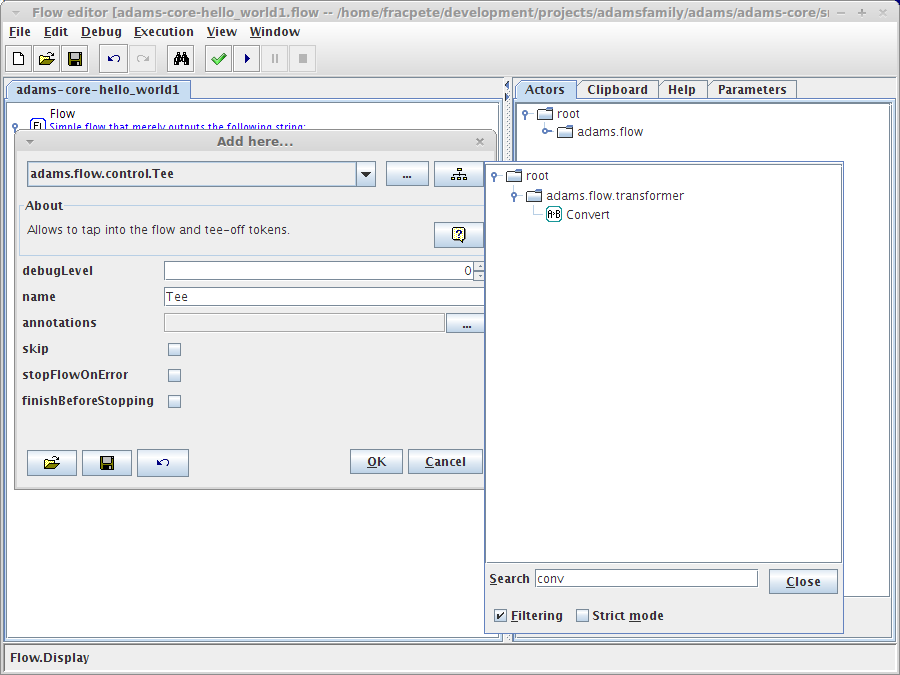 Flow editor [adams-core-hello_world1.flow -- /home/fracpete/development/projects/adamsfamily/adams/adams-core/s
File Edit Debug Execution View Window
adams-core-hello_world1
Actors Clipboard Help Parameters
Flow
Simple flow that merely outputs the following string:
root
adams.flow
Add here...
adams.flow.control.Tee
...
About
Allows to tap into the flow and tee-off tokens.
debugLevel 0
name Tee
annotations ...
skip
stopFlowOnError
finishBeforeStopping
OK Cancel
root
adams.flow.transformer
Convert
Search conv Close
Filtering Strict mode
Flow.Display